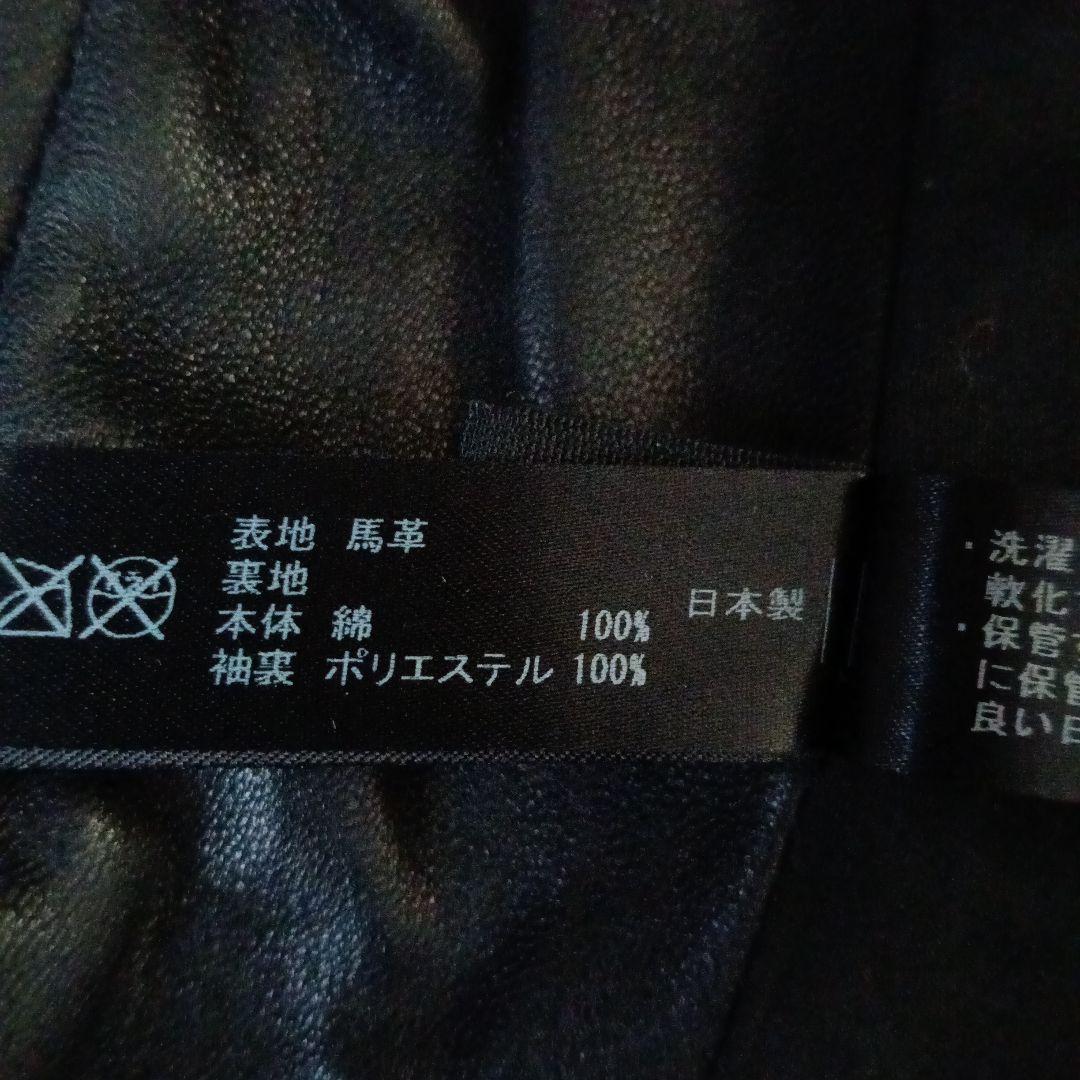 表地 馬革
裏地
本体 綿 100%
袖裏 ポリエステル 100%
日本製
・洗濯
軟化
・保管
に保管
良い日